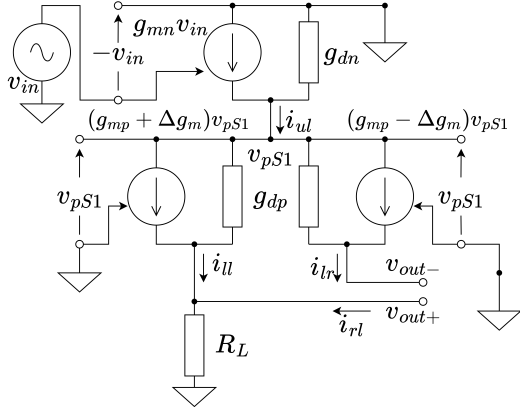 g_{mn}v_{in}
-v_{in}
g_{dn}
v_{in}
(g_{mp} + Δg_m)v_{pS1}
i_{ul}
(g_{mp} − Δg_m)v_{pS1}
v_{pS1}
v_{pS1}
g_{dp}
v_{pS1}
i_{ll}
i_{lr}
v_{out−}
v_{out+}
i_{rl}
R_L